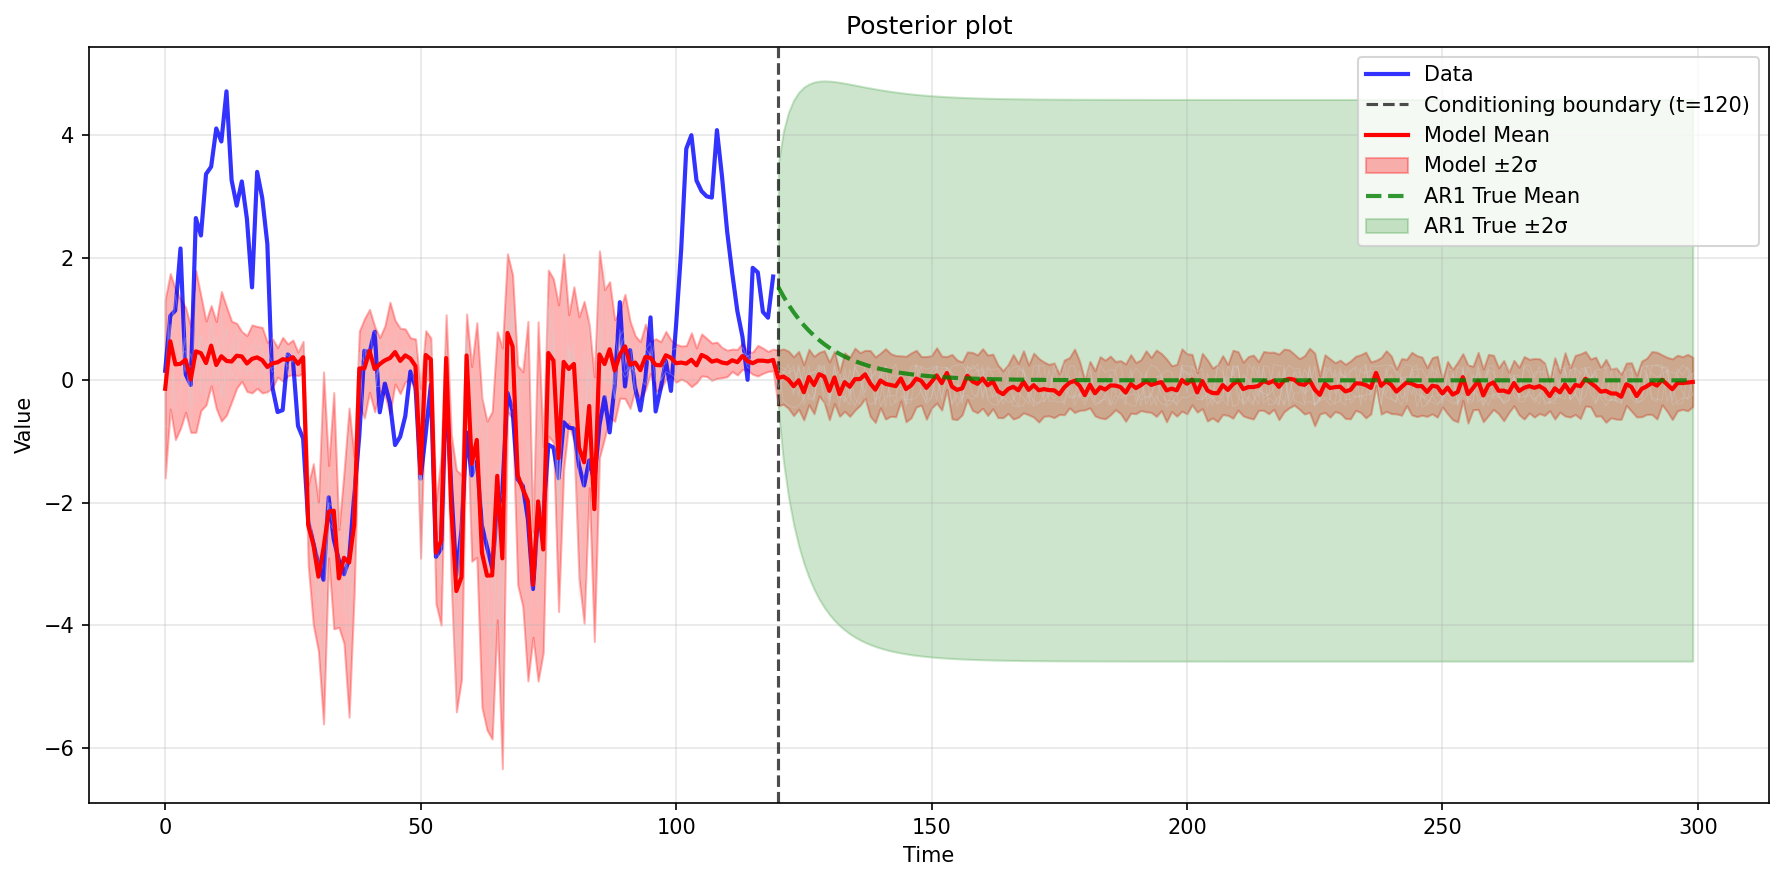 Posterior plot
Data
Conditioning boundary (t=120)
Model Mean
Model ±2σ
AR1 True Mean
AR1 True ±2σ
Value
4
2
0
−2
−4
−6
0
50
100
150
200
250
300
Time